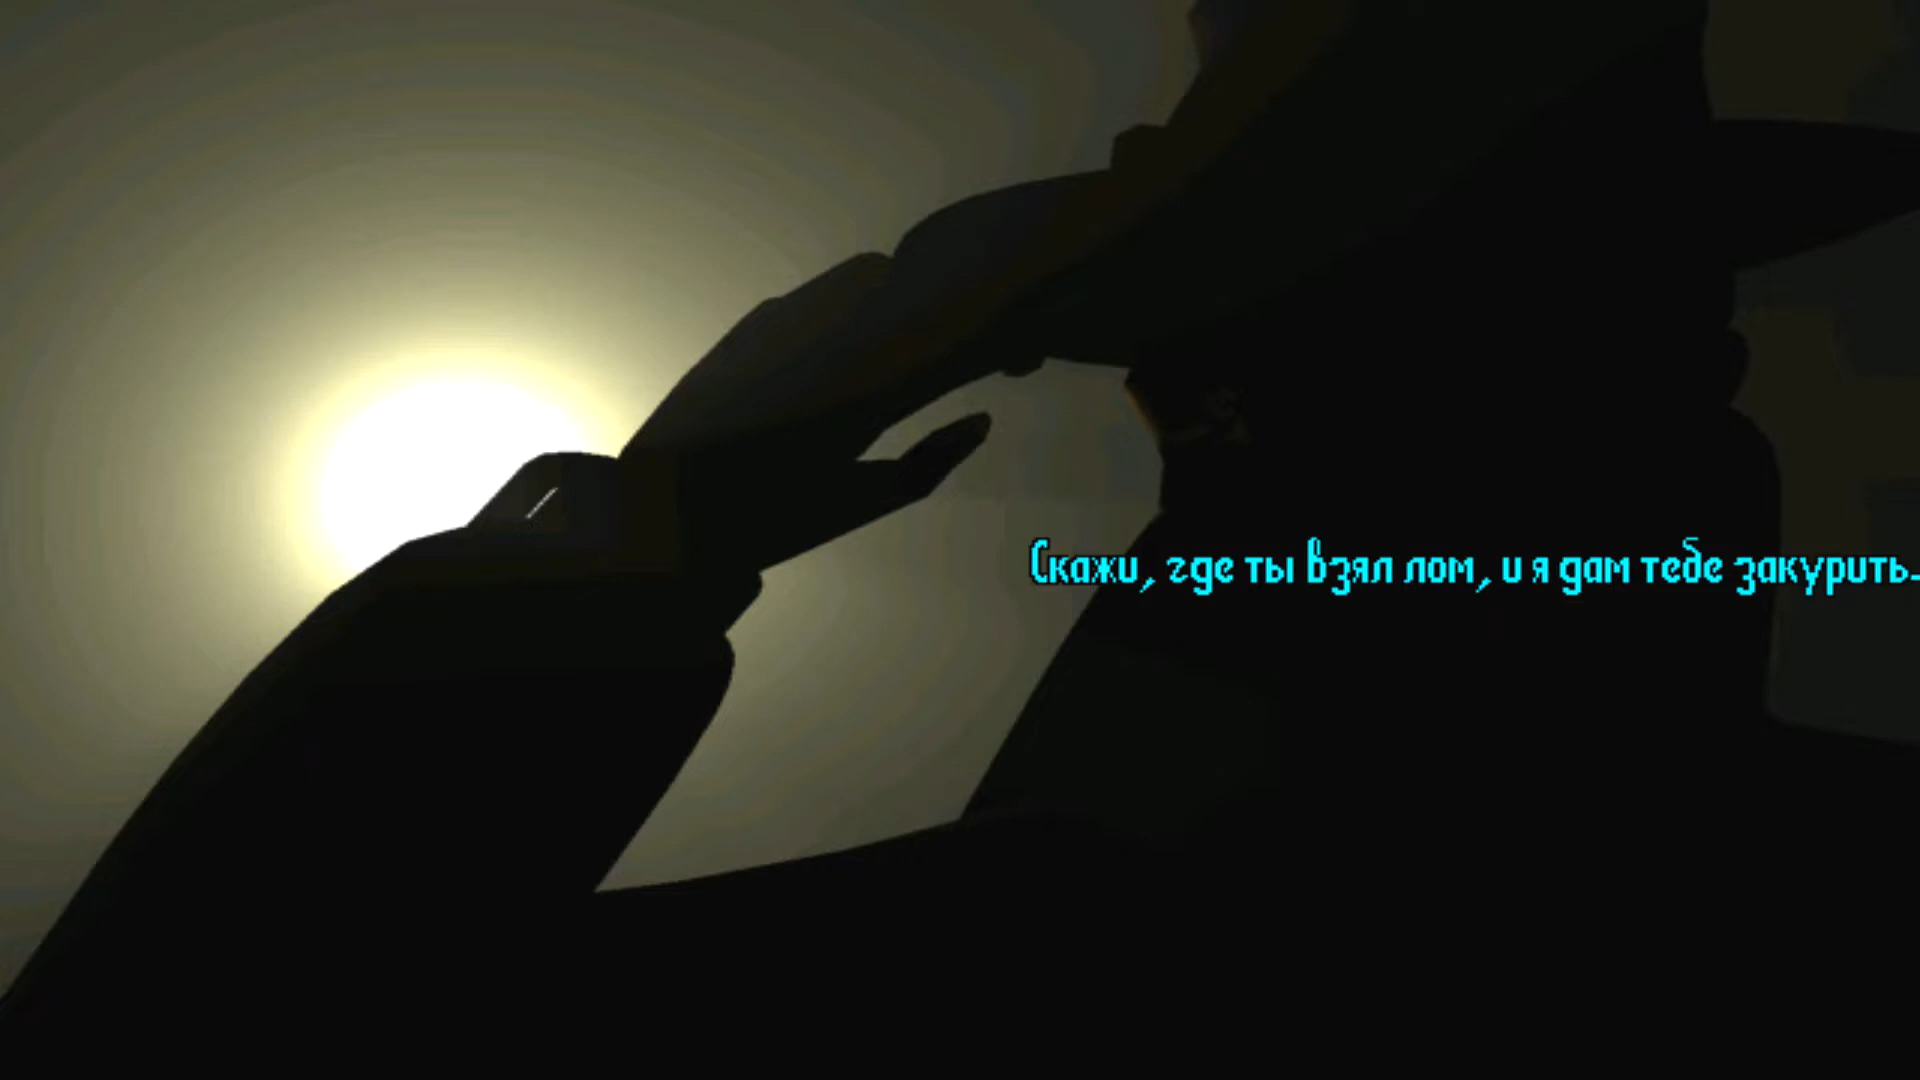 Скажи, где ты взял лом, и я дам тебе закурить.